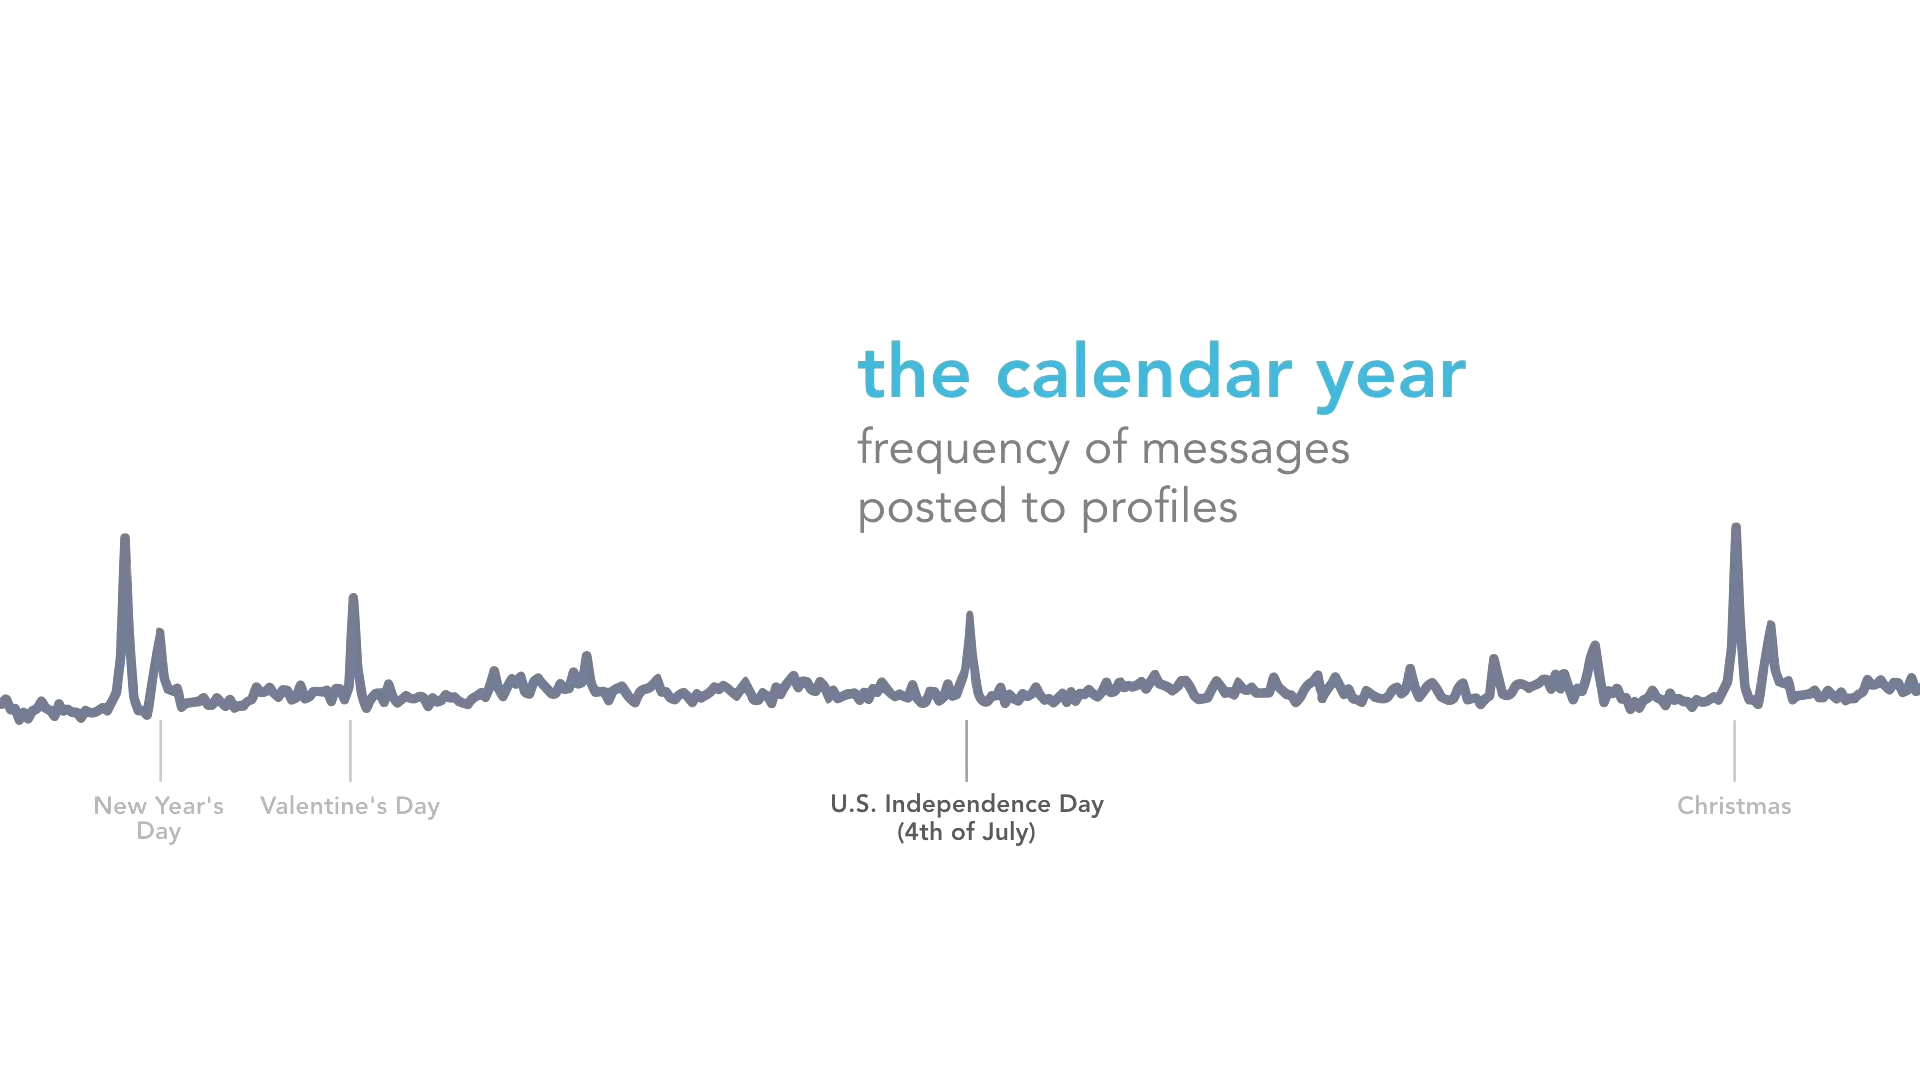 the calendar year
frequency of messages
posted to profiles
New Year's
Day
Valentine's Day
U.S. Independence Day
(4th of July)
Christmas